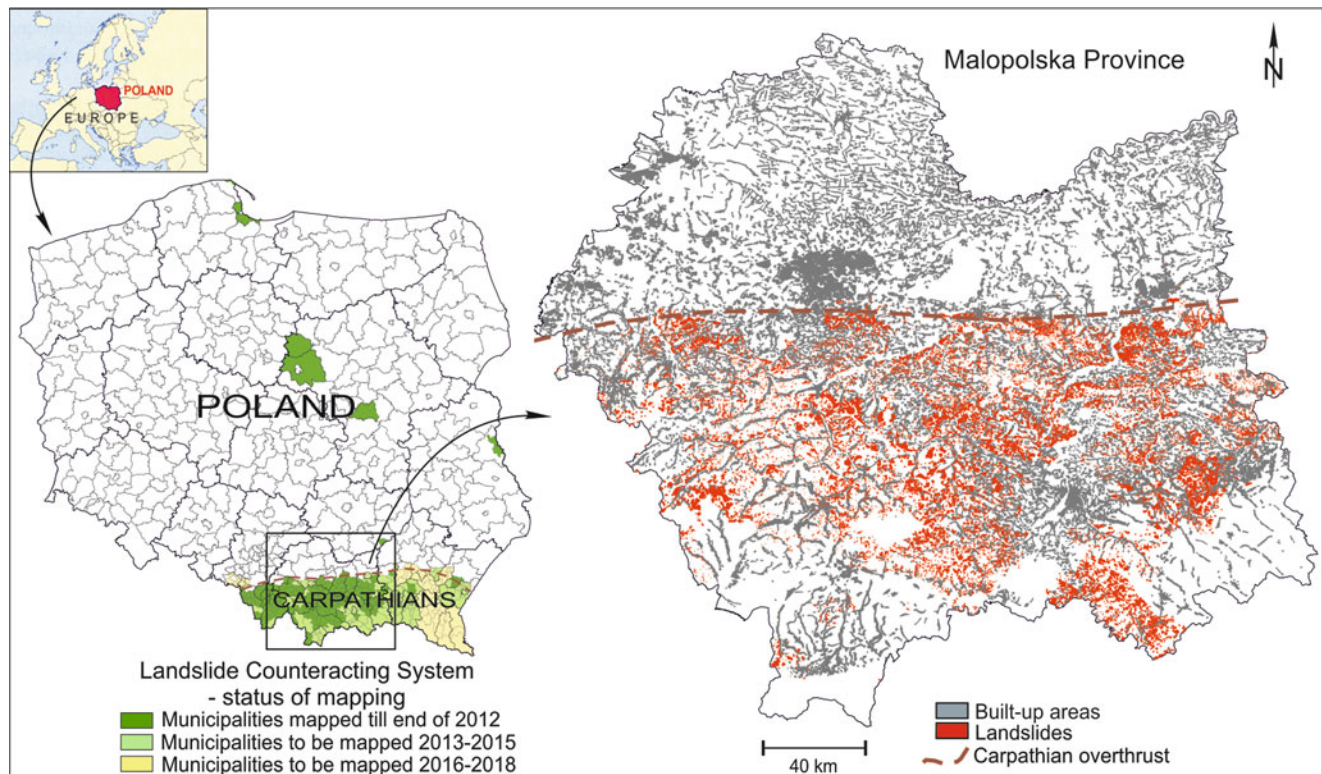 POLAND
EUROPE
Malopolska Province
N
POLAND
CARPATHIANS
Landslide Counteracting System
- status of mapping
Municipalities mapped till end of 2012
Municipalities to be mapped 2013-2015
Municipalities to be mapped 2016-2018
40 km
Built-up areas
Landslides
Carpathian overthrust